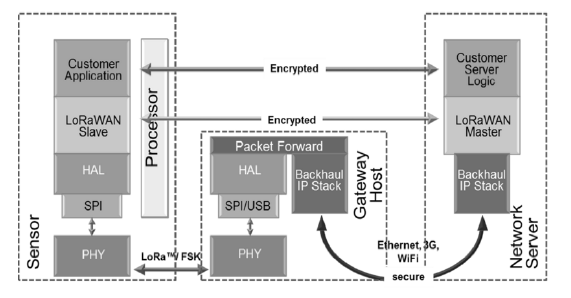 Customer
Application
LoRaWAN
Slave
HAL
SPI
PHY
Processor
Sensor
Encrypted
Encrypted
Packet Forward
HAL
SPI/USB
PHY
Backhaul
IP Stack
Gateway
Host
LoRa™/ FSK
Ethernet, 3G,
WiFi
secure
Customer
Server
Logic
LoRaWAN
Master
Backhaul
IP Stack
Network
Server